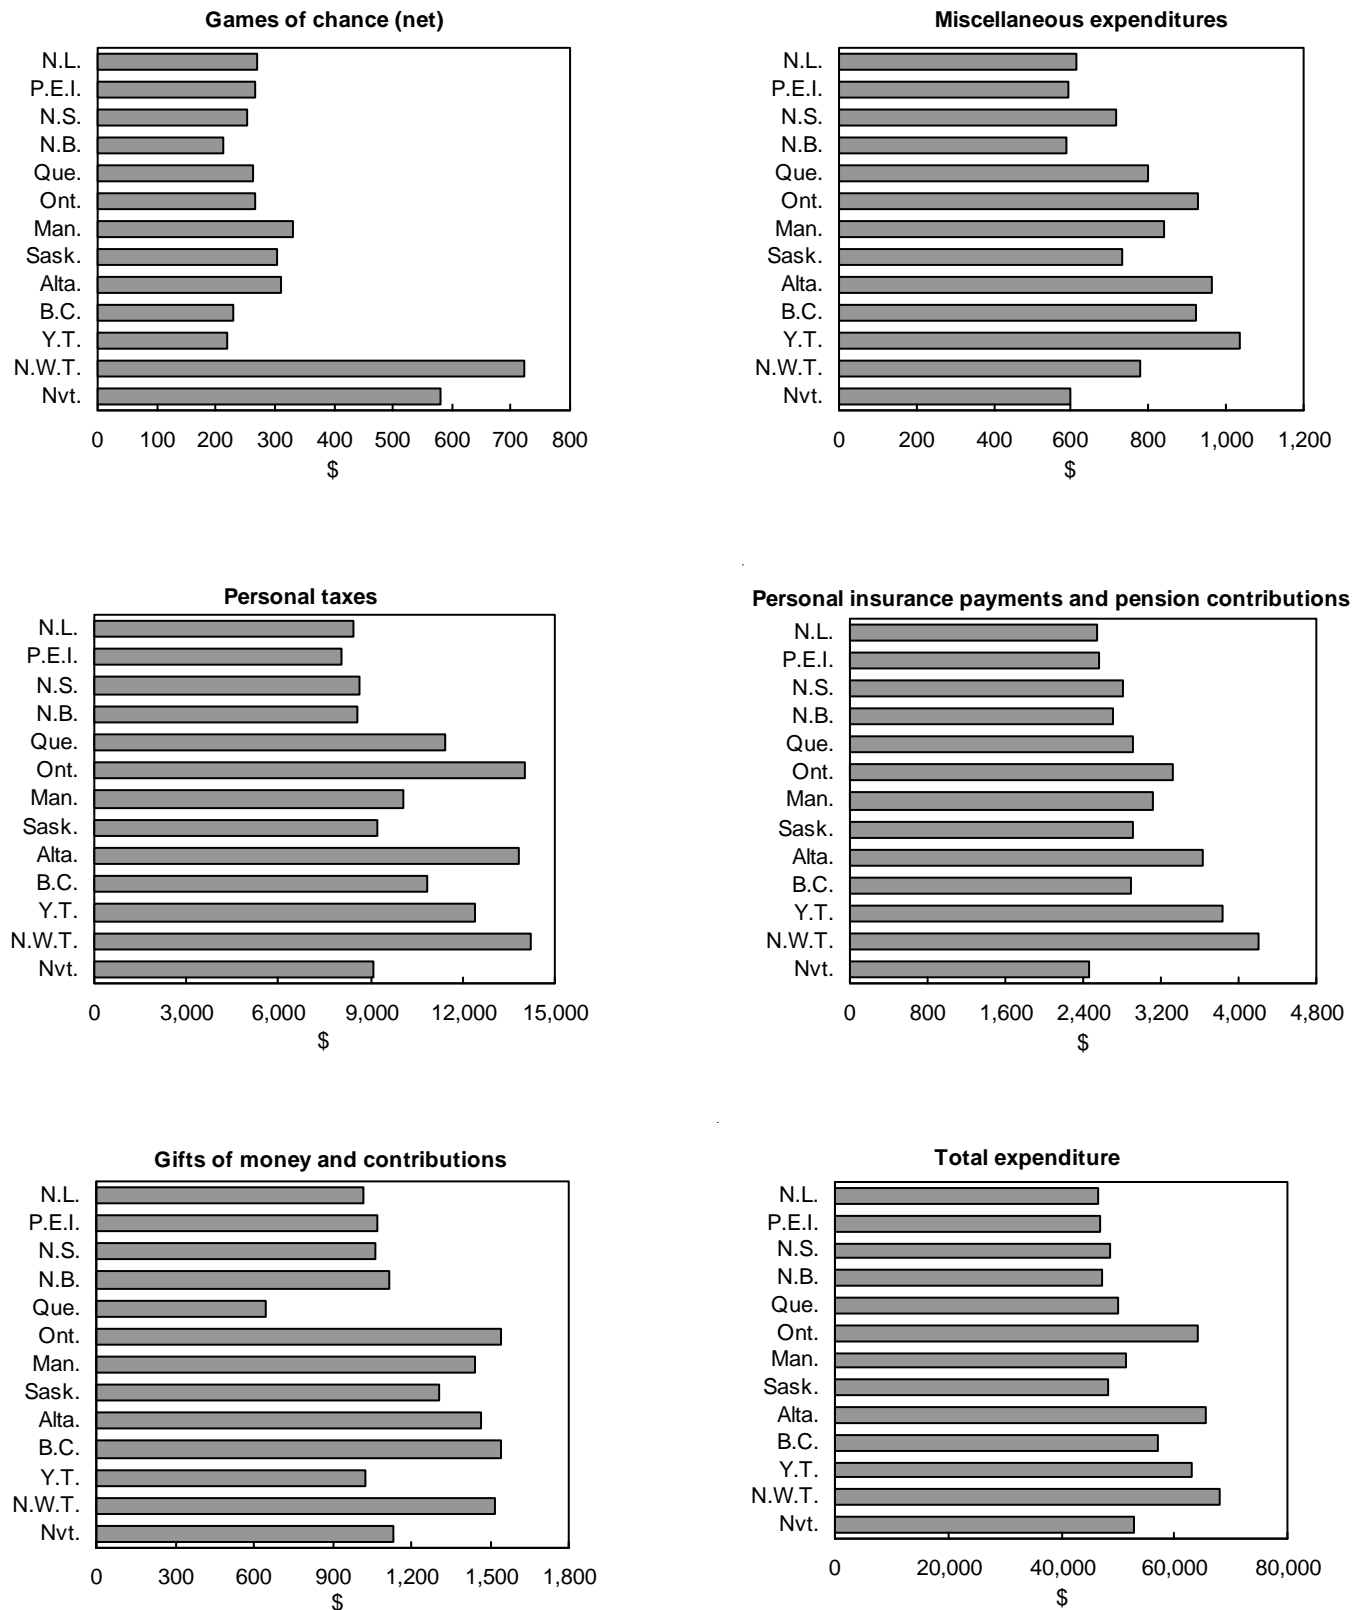 Games of chance (net)
N.L.
P.E.I.
N.S.
N.B.
Que.
Ont.
Man.
Sask.
Alta.
B.C.
Y.T.
N.W.T.
Nvt.
0 100 200 300 400 500 600 700 800
$
Miscellaneous expenditures
N.L.
P.E.I.
N.S.
N.B.
Que.
Ont.
Man.
Sask.
Alta.
B.C.
Y.T.
N.W.T.
Nvt.
0 200 400 600 800 1,000 1,200
$
Personal taxes
N.L.
P.E.I.
N.S.
N.B.
Que.
Ont.
Man.
Sask.
Alta.
B.C.
Y.T.
N.W.T.
Nvt.
0 3,000 6,000 9,000 12,000 15,000
$
Personal insurance payments and pension contributions
N.L.
P.E.I.
N.S.
N.B.
Que.
Ont.
Man.
Sask.
Alta.
B.C.
Y.T.
N.W.T.
Nvt.
0 800 1,600 2,400 3,200 4,000 4,800
$
Gifts of money and contributions
N.L.
P.E.I.
N.S.
N.B.
Que.
Ont.
Man.
Sask.
Alta.
B.C.
Y.T.
N.W.T.
Nvt.
0 300 600 900 1,200 1,500 1,800
$
Total expenditure
N.L.
P.E.I.
N.S.
N.B.
Que.
Ont.
Man.
Sask.
Alta.
B.C.
Y.T.
N.W.T.
Nvt.
0 20,000 40,000 60,000 80,000
$